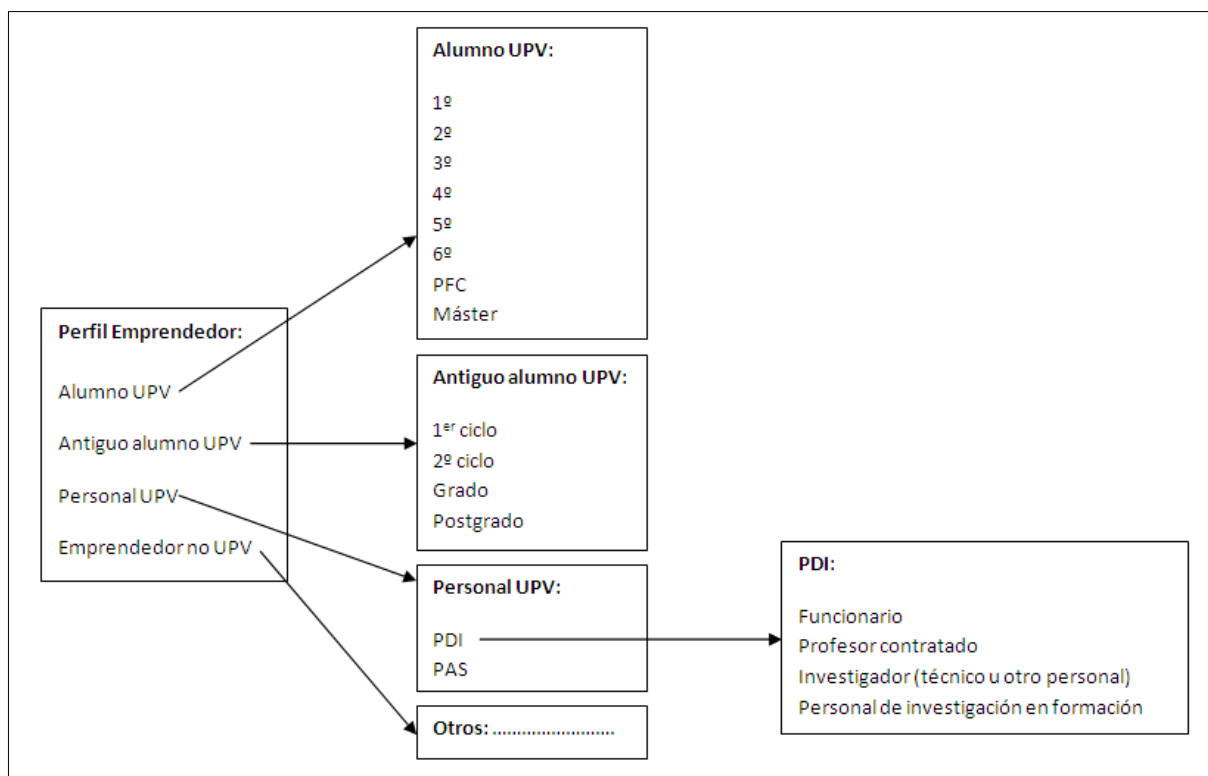 Perfil Emprendedor:
Alumno UPV
Antiguo alumno UPV
Personal UPV
Emprendedor no UPV
Alumno UPV:
1º
2º
3º
4º
5º
6º
PFC
Máster
Antiguo alumno UPV:
1er ciclo
2º ciclo
Grado
Postgrado
Personal UPV:
PDI
PAS
Otros: .........................
PDI:
Funcionario
Profesor contratado
Investigador (técnico u otro personal)
Personal de investigación en formación